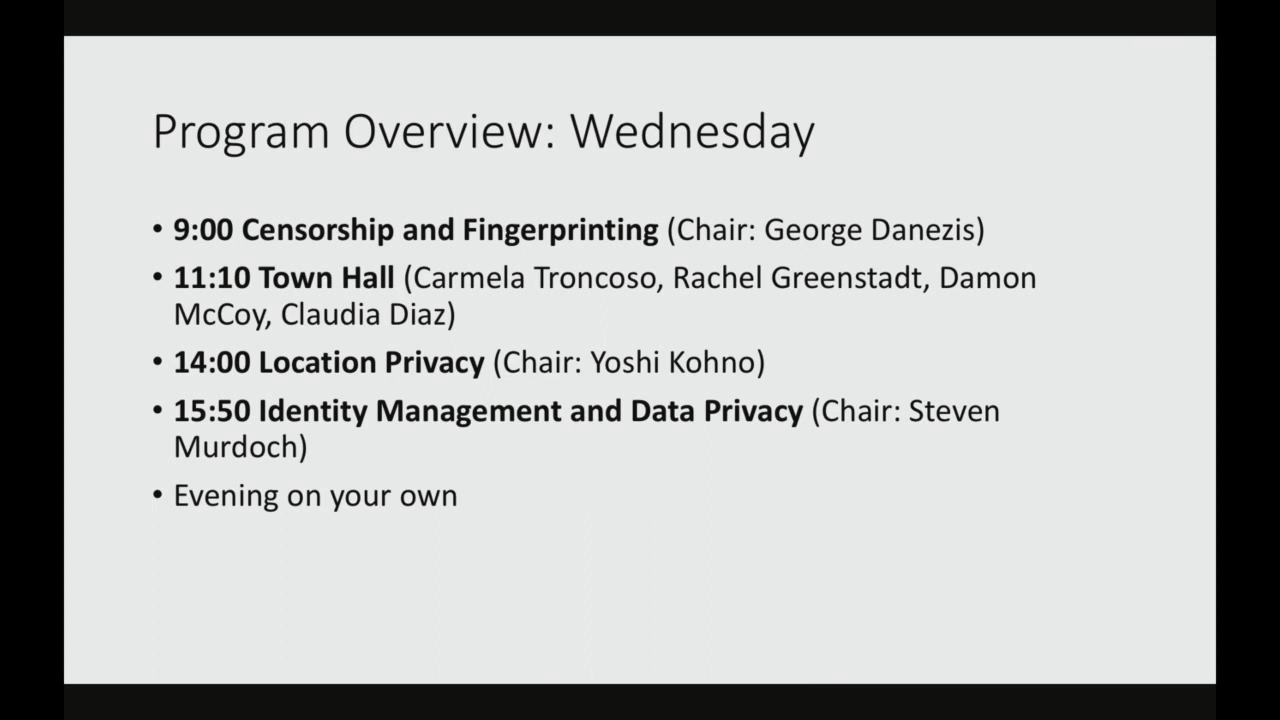 Program Overview: Wednesday
• 9:00 Censorship and Fingerprinting (Chair: George Danezis)
• 11:10 Town Hall (Carmela Troncoso, Rachel Greenstadt, Damon
McCoy, Claudia Diaz)
• 14:00 Location Privacy (Chair: Yoshi Kohno)
• 15:50 Identity Management and Data Privacy (Chair: Steven
Murdoch)
• Evening on your own